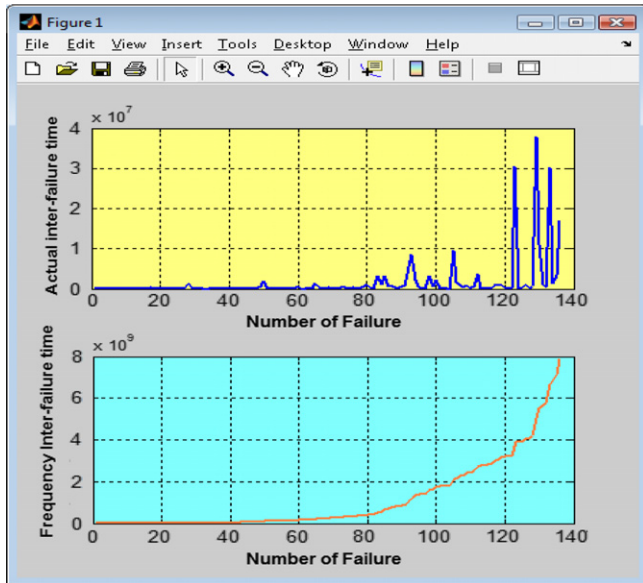 Figure 1
File Edit View Insert Tools Desktop Window Help
× 10^7
4
3
2
1
0
0 20 40 60 80 100 120 140
Actual inter-failure time
Number of Failure
× 10^9
8
6
4
2
0
0 20 40 60 80 100 120 140
Frequency Inter-failure time
Number of Failure